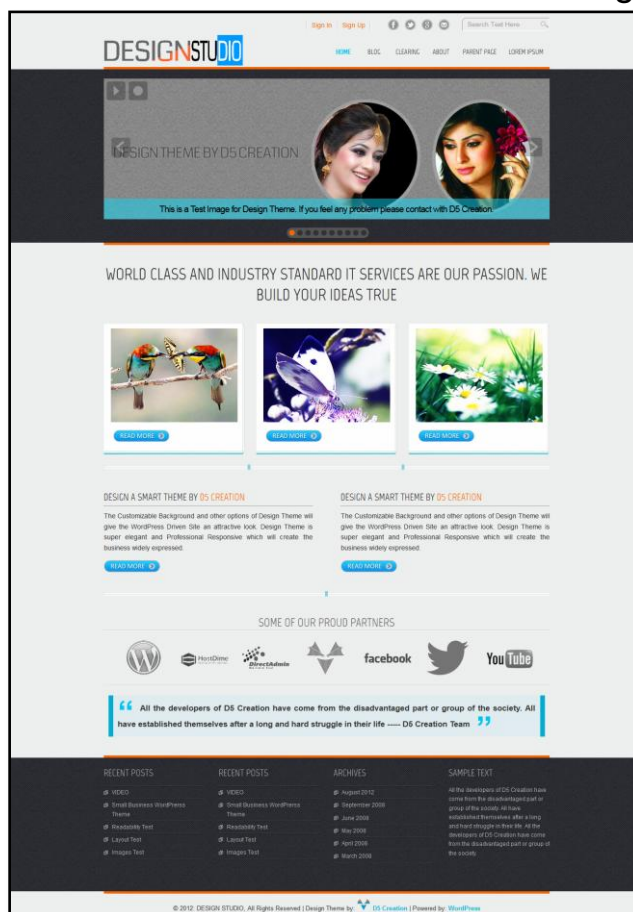 Sign In | Sign Up
Search Text Here
DESIGNSTUDIO
HOME BLOG CLEARING ABOUT PARENT PAGE LOREM IPSUM
DESIGN THEME BY D5 CREATION
This is a Test Image for Design Theme. If you feel any problem please contact with D5 Creation.
WORLD CLASS AND INDUSTRY STANDARD IT SERVICES ARE OUR PASSION. WE
BUILD YOUR IDEAS TRUE
READ MORE READ MORE READ MORE
DESIGN A SMART THEME BY D5 CREATION
The Customizable Background and other options of Design Theme will
give the WordPress Driven Site an attractive look. Design Theme is
super elegant and Professional Responsive which will create the
business widely expressed.
READ MORE
DESIGN A SMART THEME BY D5 CREATION
The Customizable Background and other options of Design Theme will
give the WordPress Driven Site an attractive look. Design Theme is
super elegant and Professional Responsive which will create the
business widely expressed.
READ MORE
SOME OF OUR PROUD PARTNERS
HostDime DirectAdmin facebook YouTube
“ All the developers of D5 Creation have come from the disadvantaged part or group of the society. All
have established themselves after a long and hard struggle in their life ---- D5 Creation Team ”
RECENT POSTS
VIDEO
Small Business WordPress
Theme
Readability Test
Layout Test
Images Test
RECENT POSTS
VIDEO
Small Business WordPress
Theme
Readability Test
Layout Test
Images Test
ARCHIVES
August 2012
September 2008
June 2008
May 2008
April 2008
March 2008
SAMPLE TEXT
All the developers of D5 Creation have
come from the disadvantaged part or
group of the society. All have
established themselves after a long
and hard struggle in their life. All the
developers of D5 Creation have come
from the disadvantaged part or group of
the society.
© 2012: DESIGN STUDIO, All Rights Reserved | Design Theme by: D5 Creation | Powered by: WordPress